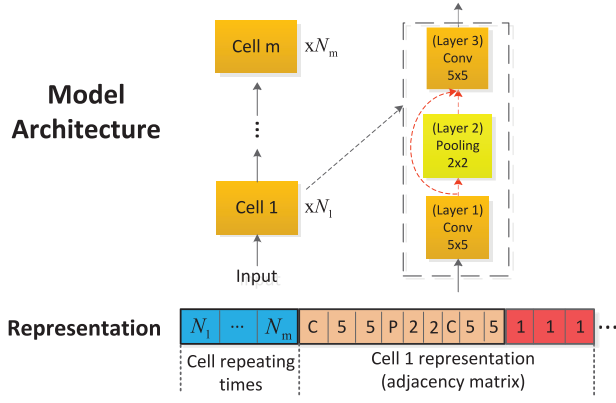 Model
Architecture
Cell m
xNm
...
Cell 1
xN1
Input
(Layer 3)
Conv
5x5
(Layer 2)
Pooling
2x2
(Layer 1)
Conv
5x5
Representation
N1 ... Nm C 5 5 P 2 2 C 5 5 1 1 1 ...
Cell repeating
times
Cell 1 representation
(adjacency matrix)